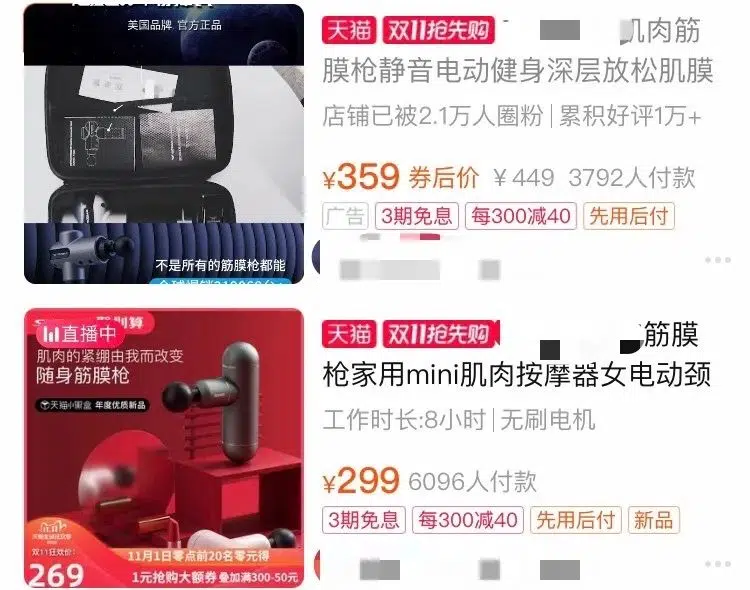 美国品牌 官方正品
不是所有的筋膜枪都能
天猫 双11抢先购 肌肉筋
膜枪静音电动健身深层放松肌膜
店铺已被2.1万人圈粉|累积好评1万+
¥359 券后价 ¥449 3792人付款
广告 3期免息 每300减40 先用后付
直播中 划算
肌肉的紧绷由我而改变
随身筋膜枪
天猫小黑盒 年度优质新品
双11狂欢价:
269
11月1日零点前20名零元得
1元抢购大额券 叠加满300-50元
天猫 双11抢先购 筋膜
枪家用mini肌肉按摩器女电动颈
工作时长:8小时|无刷电机
¥299 6096人付款
3期免息 每300减40 先用后付 新品